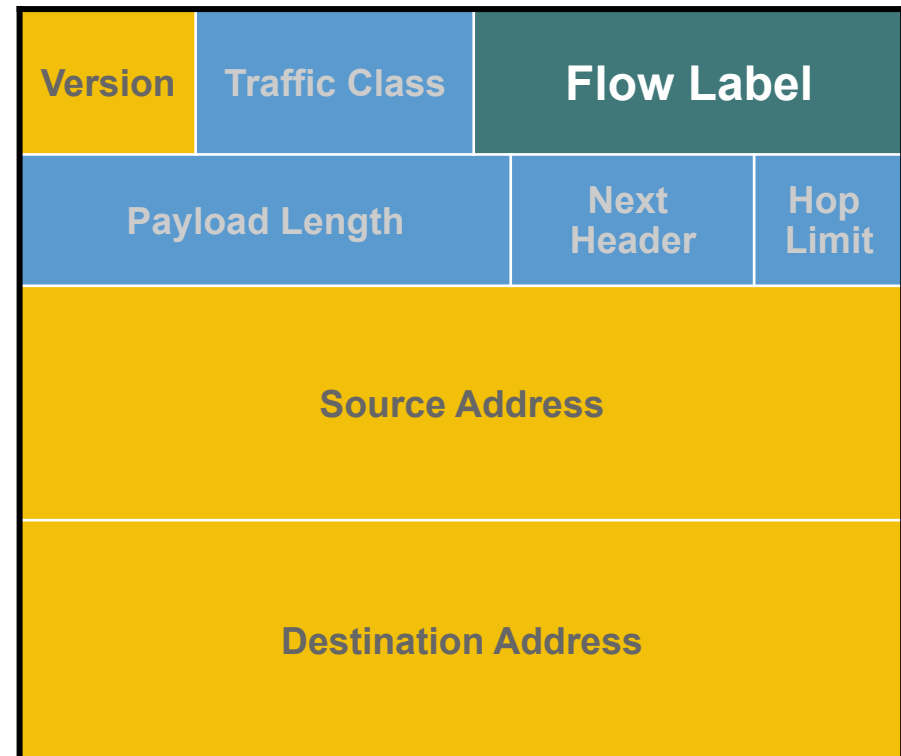 Version
Traffic Class
Flow Label
Payload Length
Next
Header
Hop
Limit
Source Address
Destination Address